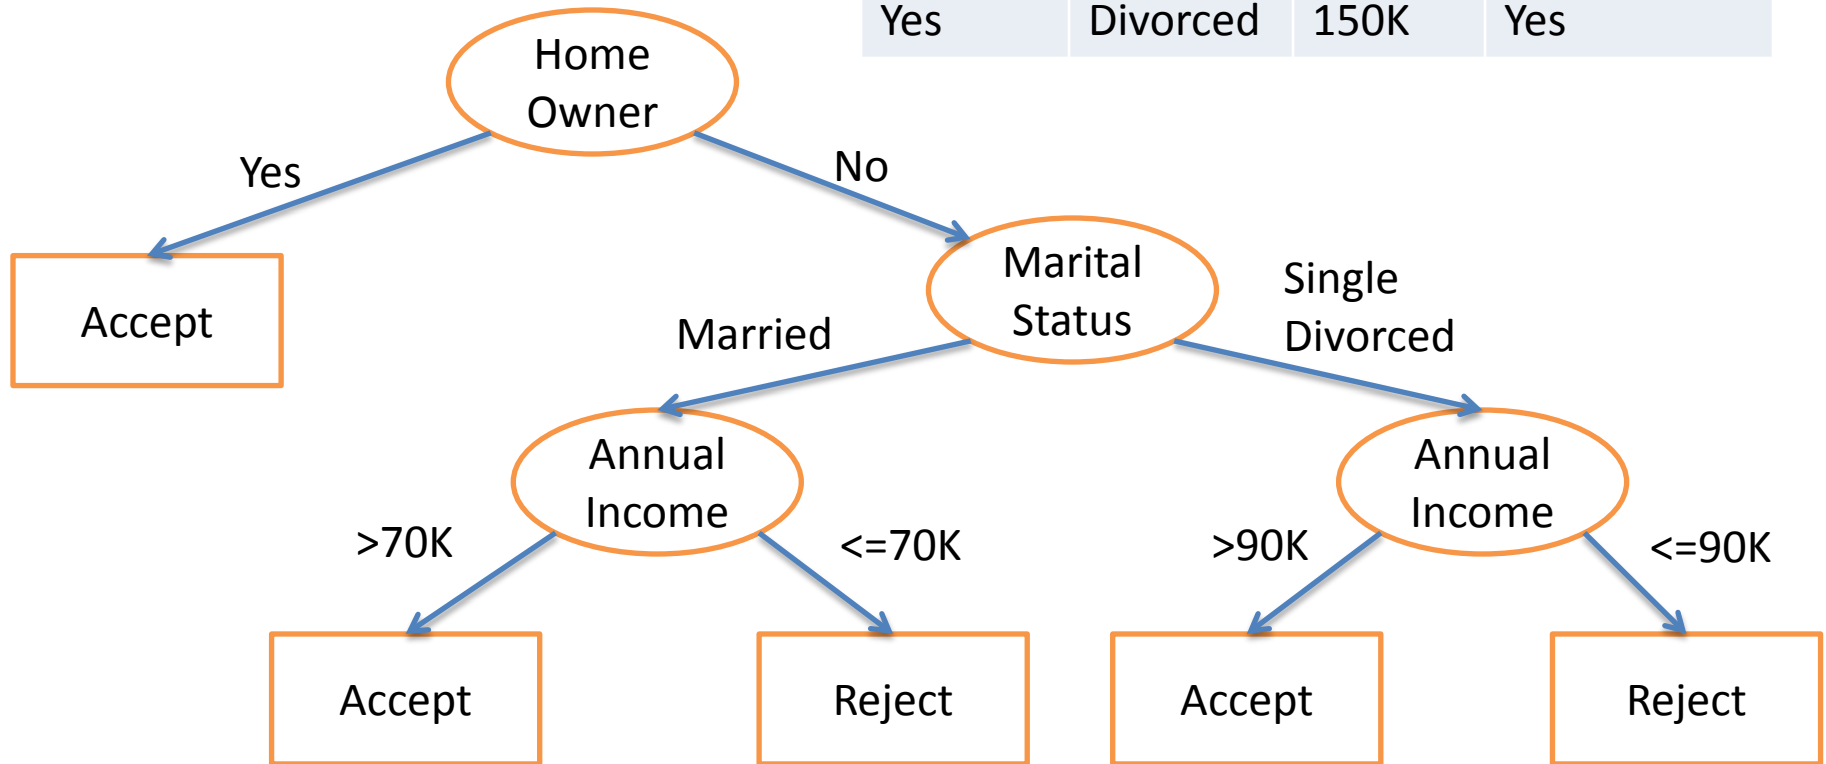 Yes Divorced 150K Yes
Home
Owner
Yes
No
Marital
Status
Single
Divorced
Accept
Married
Annual
Income
Annual
Income
>70K
<=70K
>90K
<=90K
Accept
Reject
Accept
Reject